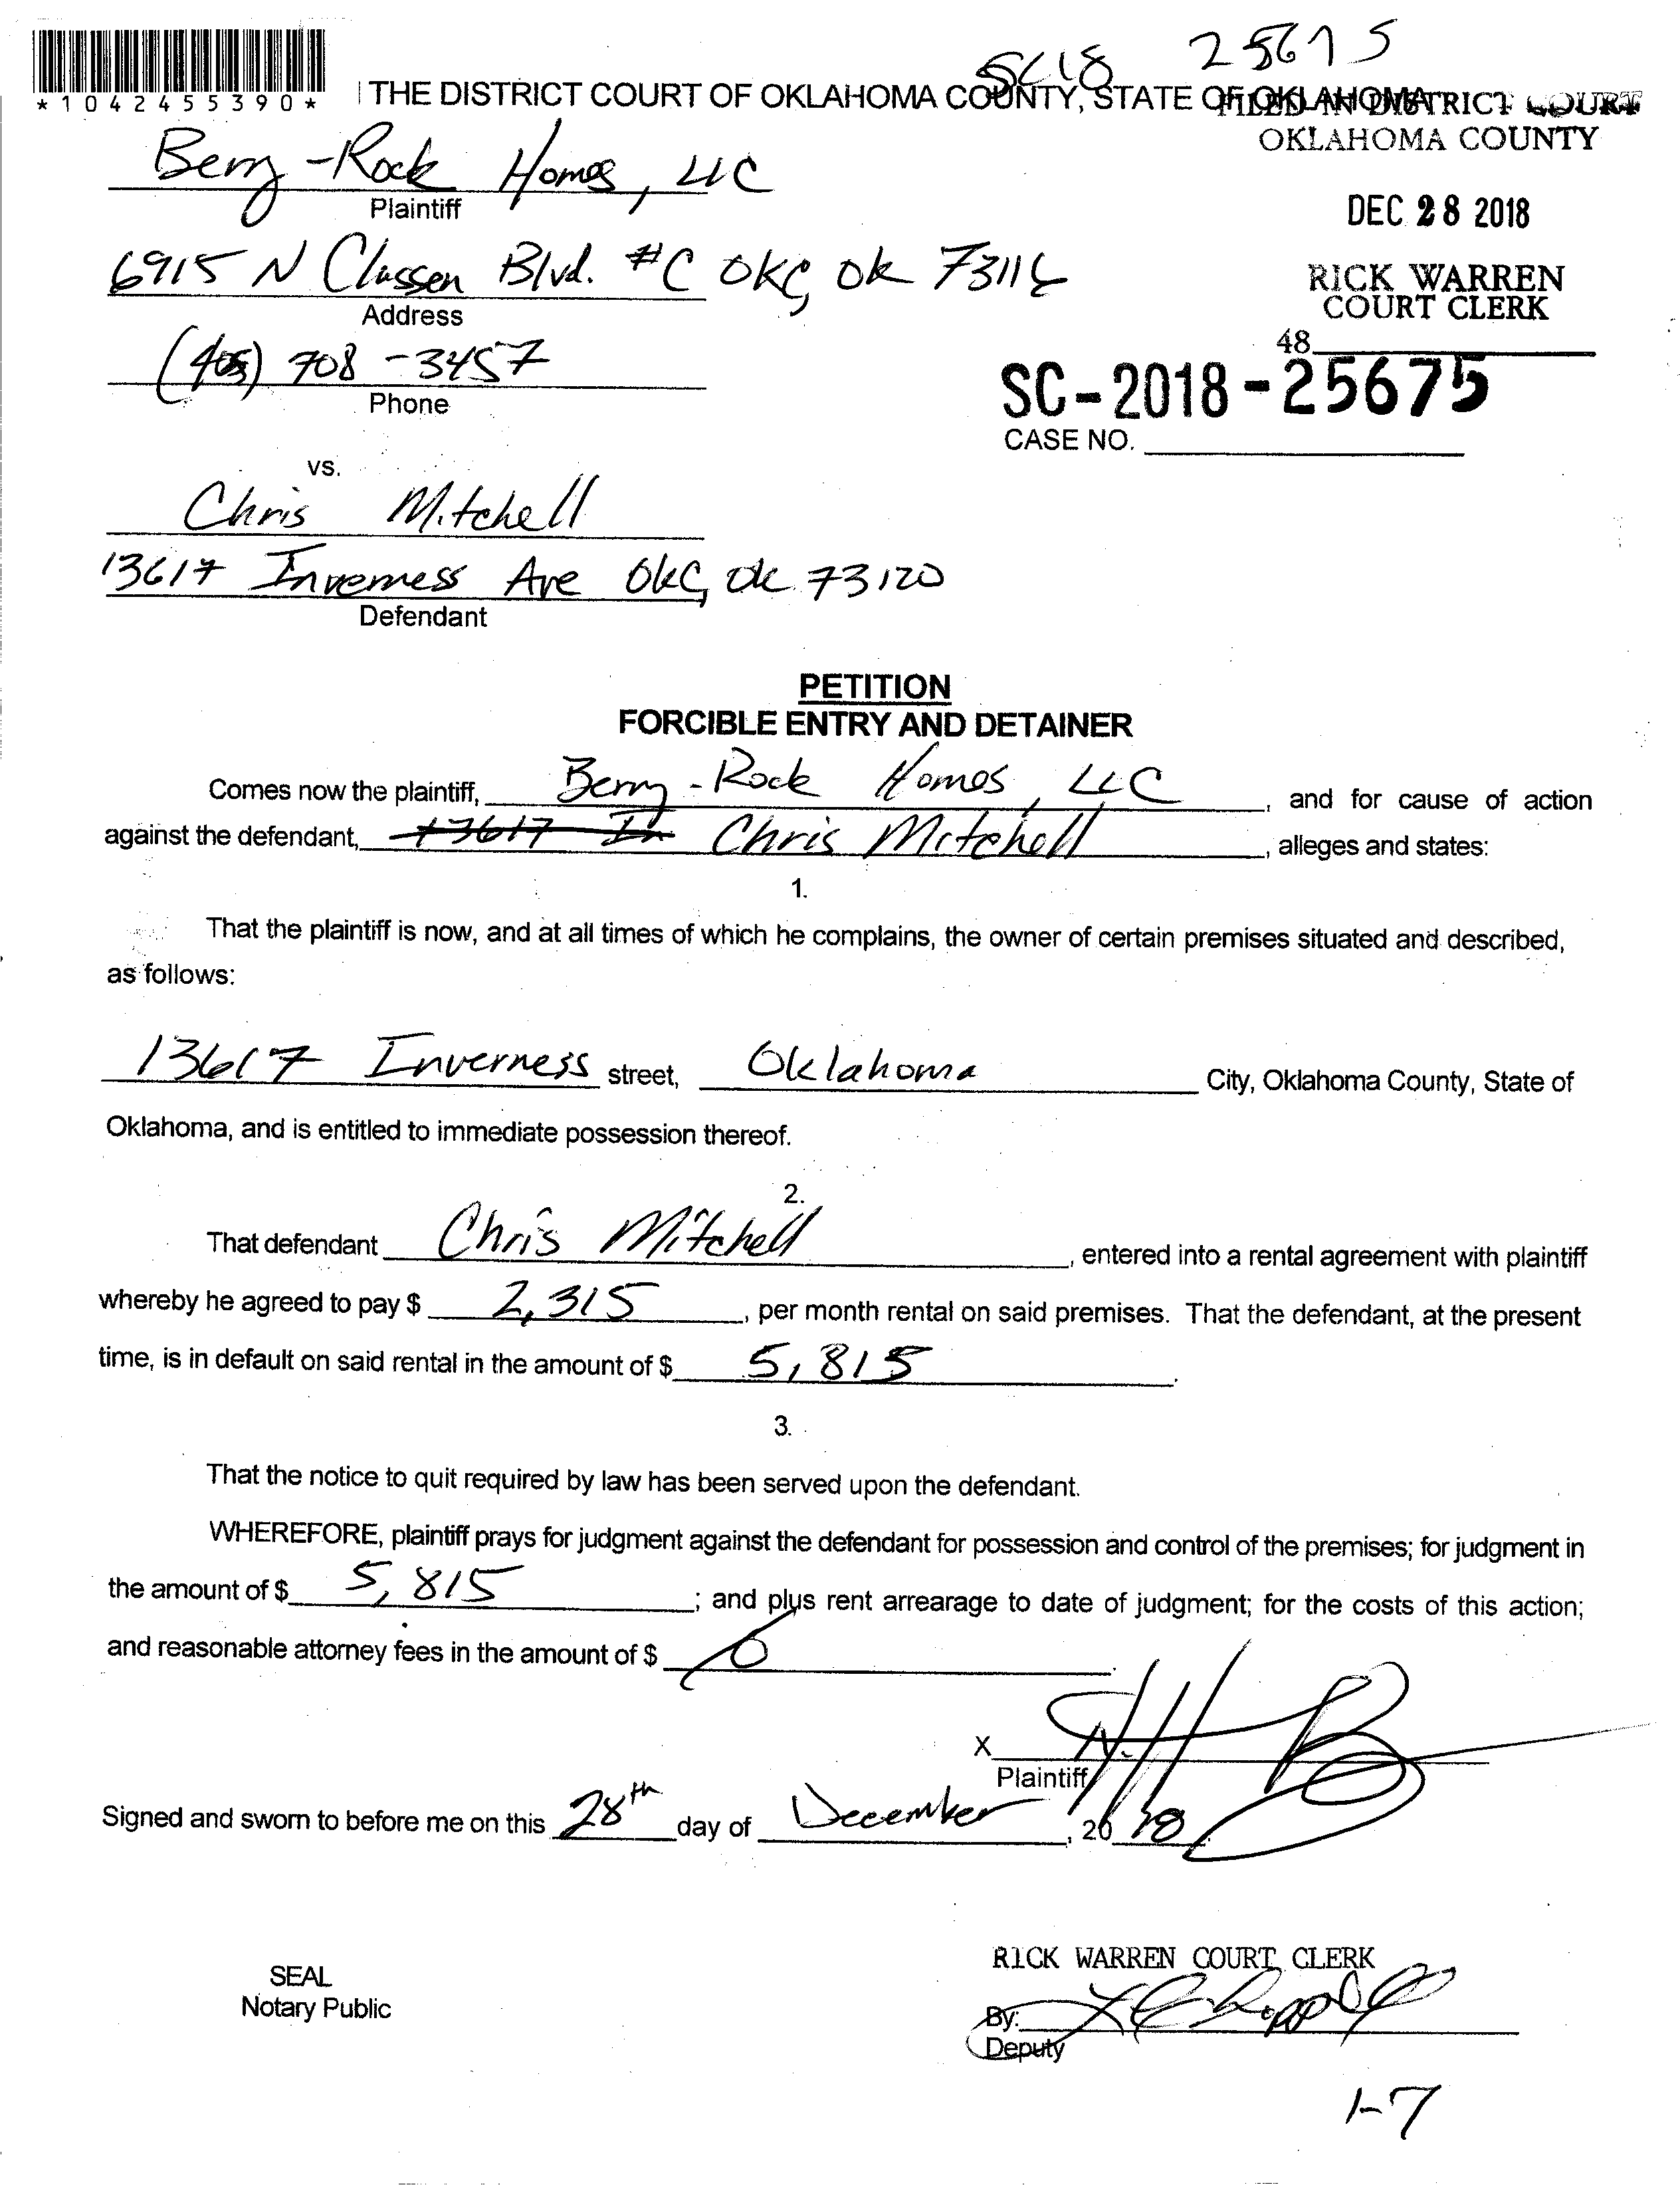 SC18 25675
*1042455390*
THE DISTRICT COURT OF OKLAHOMA COUNTY, STATE OF OKLAHOMA
FILED IN DISTRICT COURT
OKLAHOMA COUNTY
Berry-Rock Homes, LLC
Plaintiff
DEC 28 2018
6915 N Classen Blvd. #C OKC, OK 73116
Address
RICK WARREN
COURT CLERK
(405) 708-3457
Phone
48
SC-2018-25675
CASE NO.
vs.
Chris Mitchell
13617 Inverness Ave OKC, OK 73120
Defendant
PETITION
FORCIBLE ENTRY AND DETAINER
Comes now the plaintiff, Berry-Rock Homes, LLC, and for cause of action
against the defendant, 13617 In Chris Mitchell, alleges and states:
1.
That the plaintiff is now, and at all times of which he complains, the owner of certain premises situated and described,
as follows:
13617 Inverness street, Oklahoma City, Oklahoma County, State of
Oklahoma, and is entitled to immediate possession thereof.
2.
That defendant Chris Mitchell, entered into a rental agreement with plaintiff
whereby he agreed to pay $ 2,315, per month rental on said premises. That the defendant, at the present
time, is in default on said rental in the amount of $ 5,815.
3.
That the notice to quit required by law has been served upon the defendant.
WHEREFORE, plaintiff prays for judgment against the defendant for possession and control of the premises; for judgment in
the amount of $ 5,815; and plus rent arrearage to date of judgment; for the costs of this action;
and reasonable attorney fees in the amount of $ 0.
X
Plaintiff
Signed and sworn to before me on this 28th day of December, 2018.
SEAL
Notary Public
RICK WARREN COURT CLERK
By:
Deputy
1-7